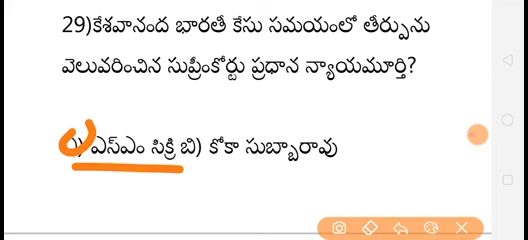 29)కేశవానంద భారతీ కేసు సమయంలో తీర్పును
వెలువరించిన సుప్రీంకోర్టు ప్రధాన న్యాయమూర్తి?
ఎస్ఎం సిక్రి బి) కోకా సుబ్బారావు